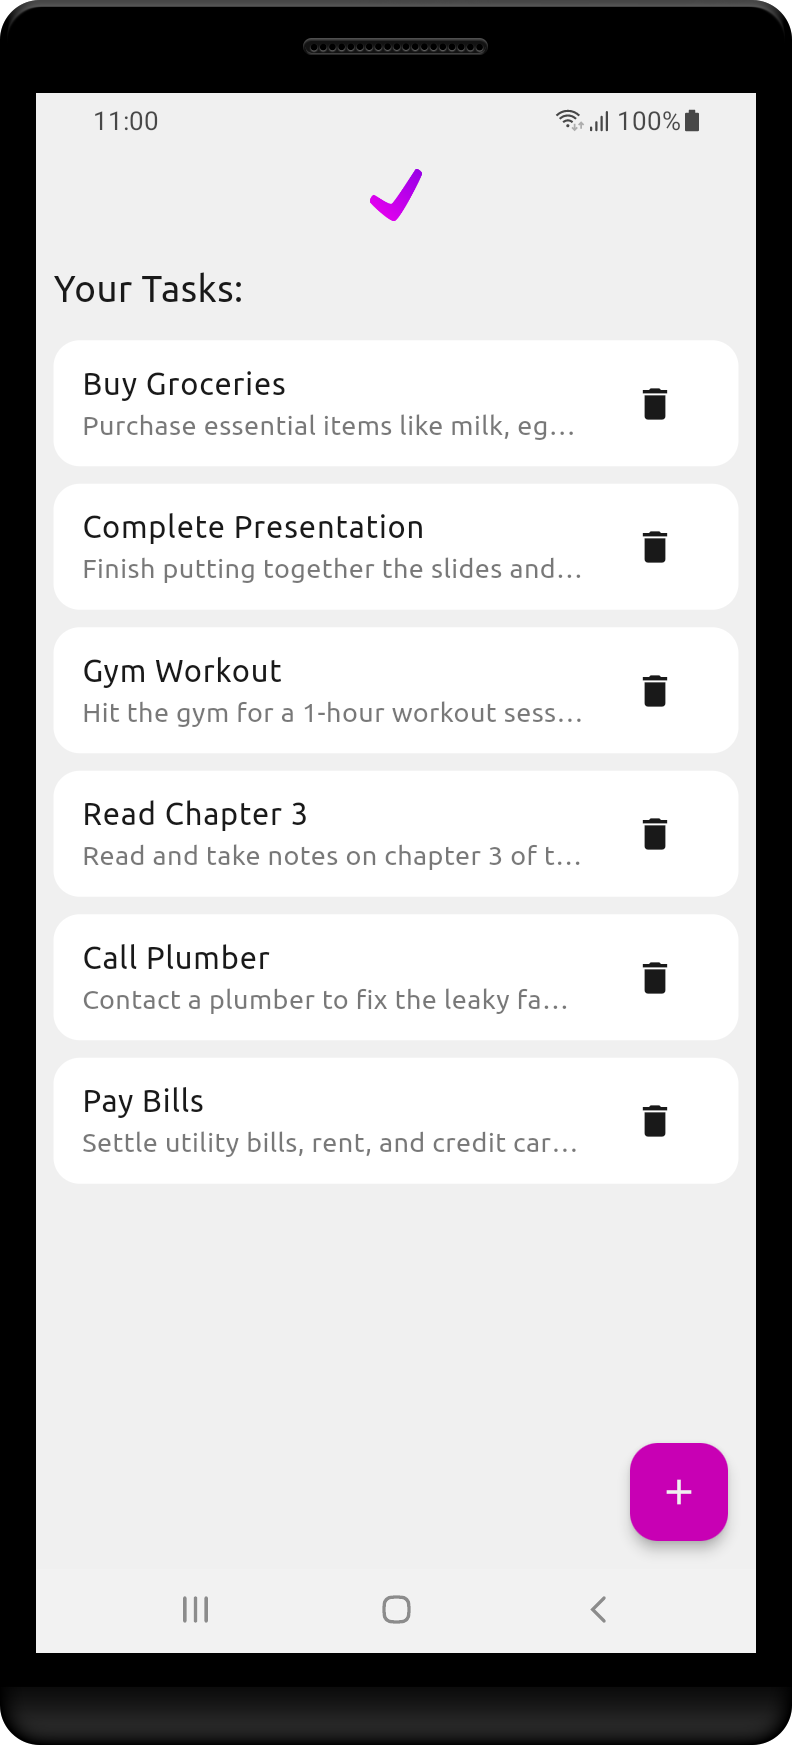 11:00 100%
Your Tasks:
Buy Groceries
Purchase essential items like milk, eg...
Complete Presentation
Finish putting together the slides and...
Gym Workout
Hit the gym for a 1-hour workout sess...
Read Chapter 3
Read and take notes on chapter 3 of t...
Call Plumber
Contact a plumber to fix the leaky fa...
Pay Bills
Settle utility bills, rent, and credit car...